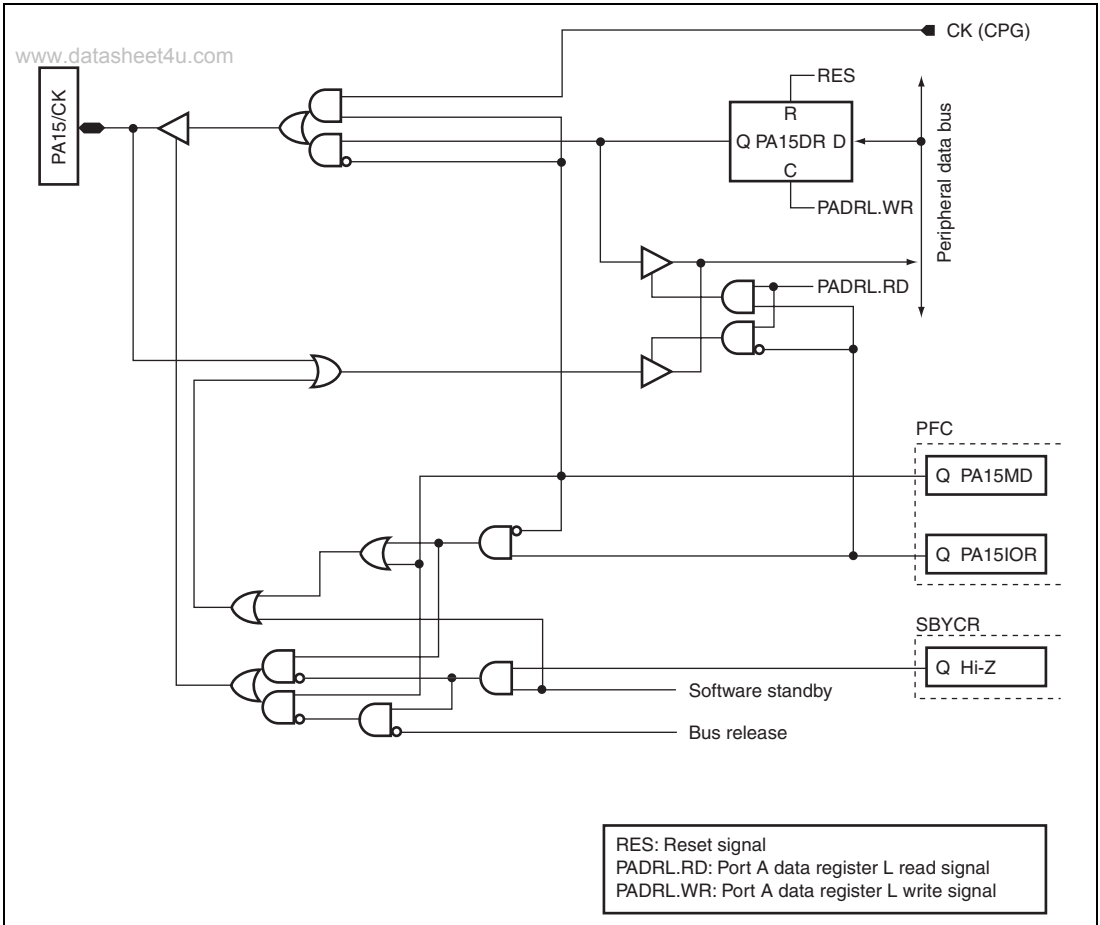 CK (CPG)
www.datasheet4u.com
RES
PA15/CK
R
Q PA15DR D
C
Peripheral data bus
PADRL.WR
PADRL.RD
PFC
Q PA15MD
Q PA15IOR
SBYCR
Q Hi-Z
Software standby
Bus release
RES: Reset signal
PADRL.RD: Port A data register L read signal
PADRL.WR: Port A data register L write signal